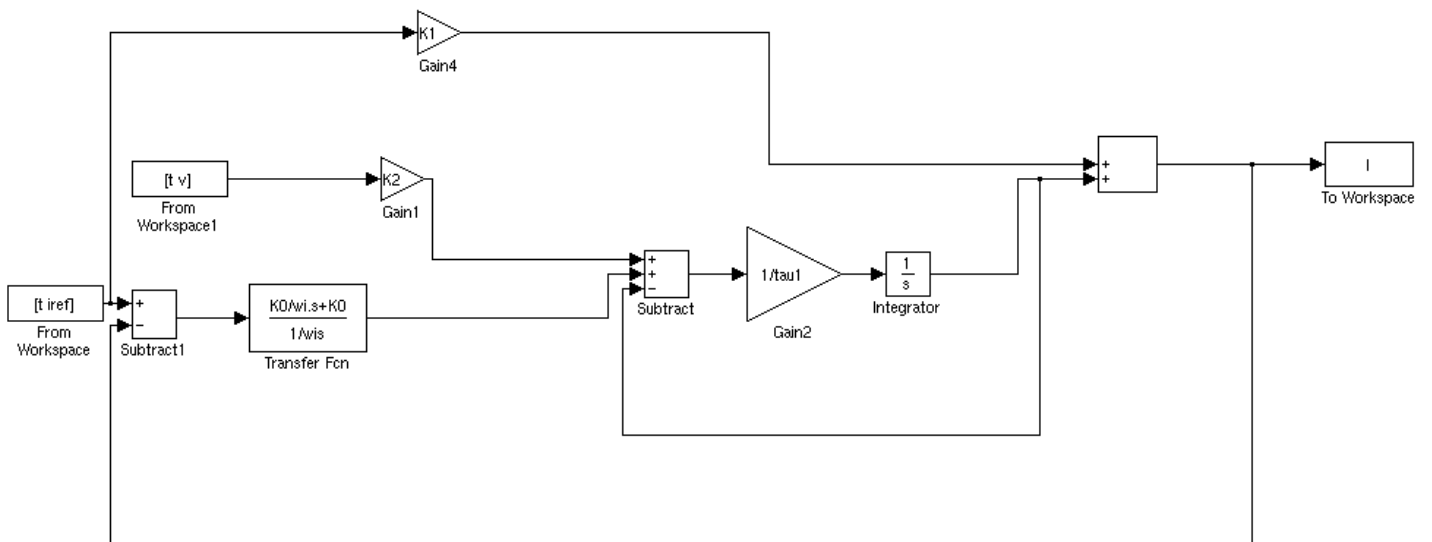 K1
Gain4
[t v]
From
Workspace1
K2
Gain1
+
+
I
To Workspace
[t iref]
From
Workspace
+
−
Subtract1
K0/wi.s+K0
1/wis
Transfer Fcn
+
+
−
Subtract
1/tau1
Gain2
1
s
Integrator